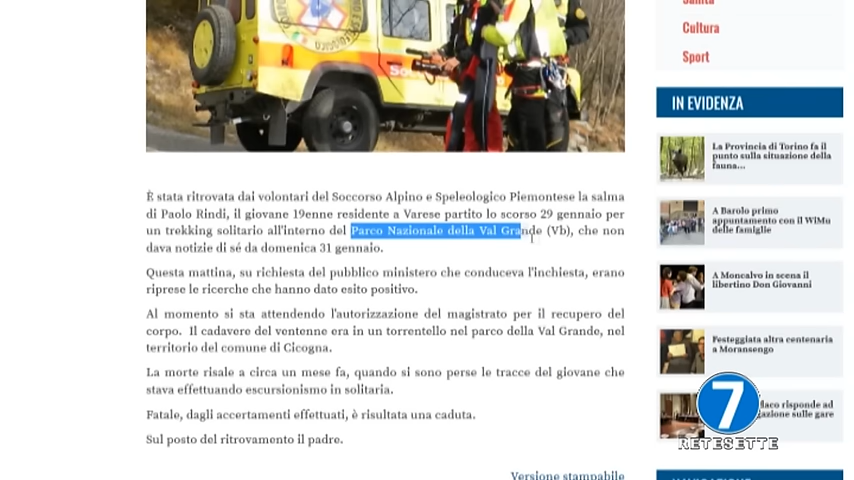 Sanità
Cultura
Sport
IN EVIDENZA
La Provincia di Torino fa il
punto sulla situazione della
fauna...
A Barolo primo
appuntamento con il WiMu
delle famiglie
A Moncalvo in scena il
libertino Don Giovanni
Festeggiata altra centenaria
a Moransengo
daco risponde ad
gazione sulle gare
7
RETESETTE
È stata ritrovata dai volontari del Soccorso Alpino e Speleologico Piemontese la salma
di Paolo Rindi, il giovane 19enne residente a Varese partito lo scorso 29 gennaio per
un trekking solitario all'interno del Parco Nazionale della Val Grande (Vb), che non
dava notizie di sé da domenica 31 gennaio.
Questa mattina, su richiesta del pubblico ministero che conduceva l'inchiesta, erano
riprese le ricerche che hanno dato esito positivo.
Al momento si sta attendendo l'autorizzazione del magistrato per il recupero del
corpo. Il cadavere del ventenne era in un torrentello nel parco della Val Grande, nel
territorio del comune di Cicogna.
La morte risale a circa un mese fa, quando si sono perse le tracce del giovane che
stava effettuando escursionismo in solitaria.
Fatale, dagli accertamenti effettuati, è risultata una caduta.
Sul posto del ritrovamento il padre.
Versione stampabile